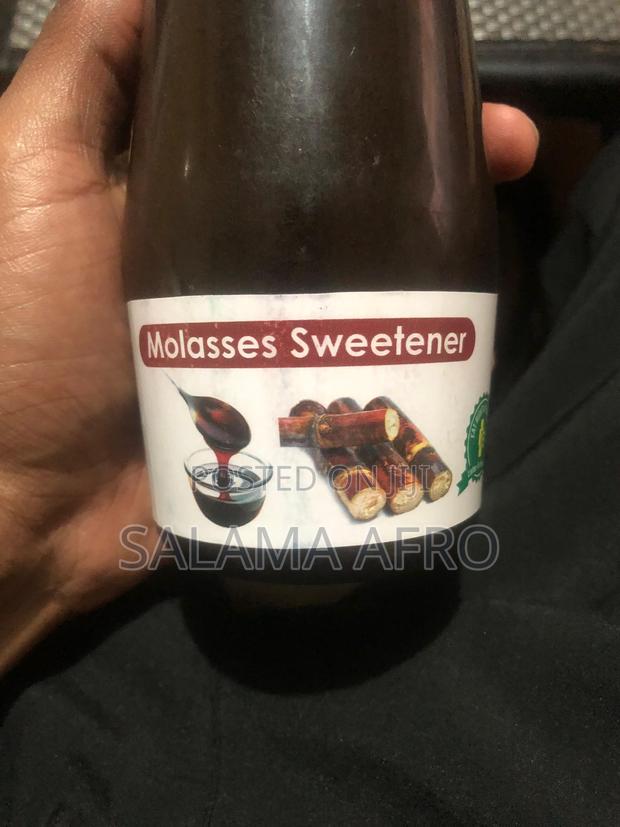 Molasses Sweetener
POSTED ON JIJI
SALAMA AFRO